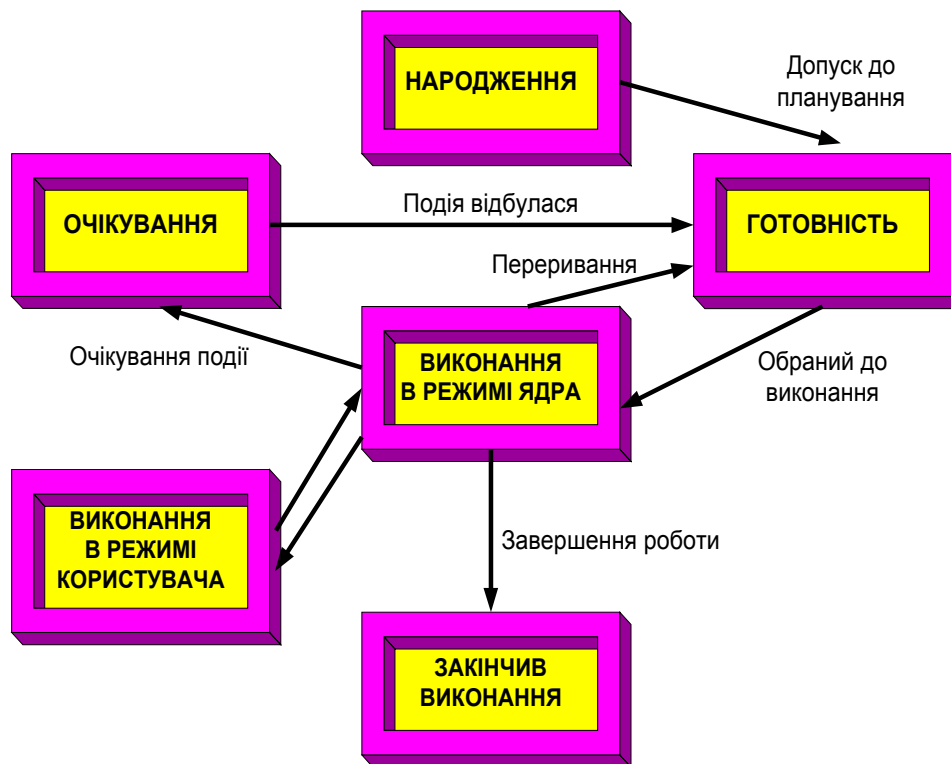 НАРОДЖЕННЯ
Допуск до
планування
ОЧІКУВАННЯ
Подія відбулася
ГОТОВНІСТЬ
Переривання
Очікування події
ВИКОНАННЯ
В РЕЖИМІ ЯДРА
Обраний до
виконання
ВИКОНАННЯ
В РЕЖИМІ
КОРИСТУВАЧА
Завершення роботи
ЗАКІНЧИВ
ВИКОНАННЯ